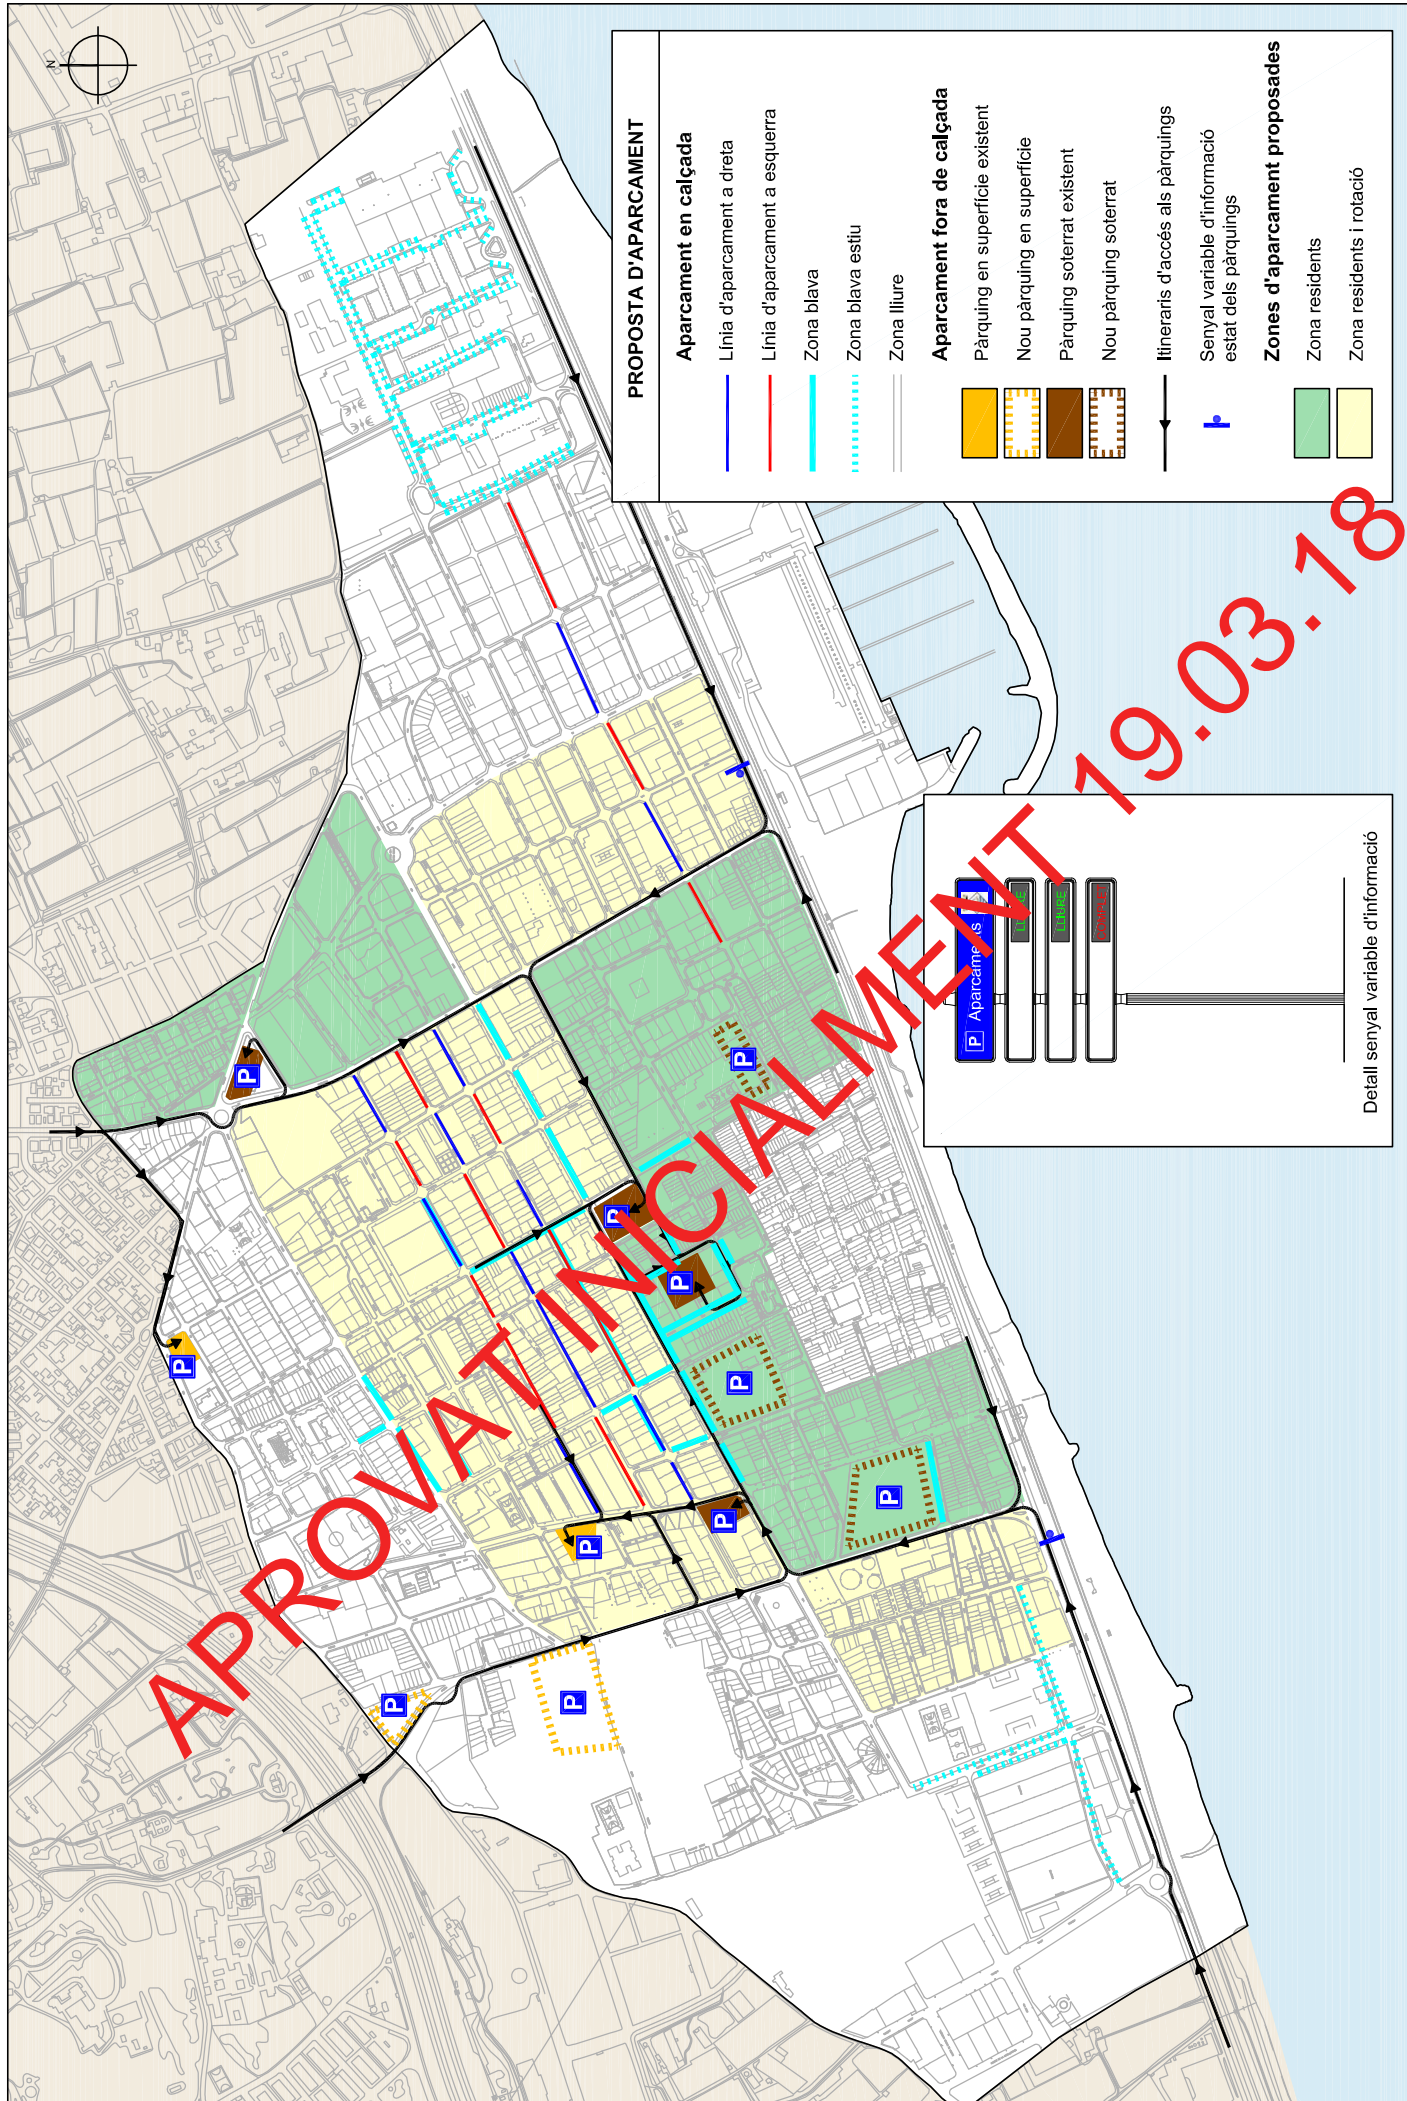 N
PROPOSTA D'APARCAMENT
Aparcament en calçada
Línia d'aparcament a dreta
Línia d'aparcament a esquerra
Zona blava
Zona blava estiu
Zona lliure
Aparcament fora de calçada
Pàrquing en superfície existent
Nou pàrquing en superfície
Pàrquing soterrat existent
Nou pàrquing soterrat
Itineraris d'accés als pàrquings
Senyal variable d'informació
estat dels pàrquings
Zones d'aparcament proposades
Zona residents
Zona residents i rotació
P
P
P
P
P
P
P
P
P
P
P
P Aparcaments
LLIURE
LLIURE
COMPLET
Detall senyal variable d'informació
APROVAT INICIALMENT 19.03.18